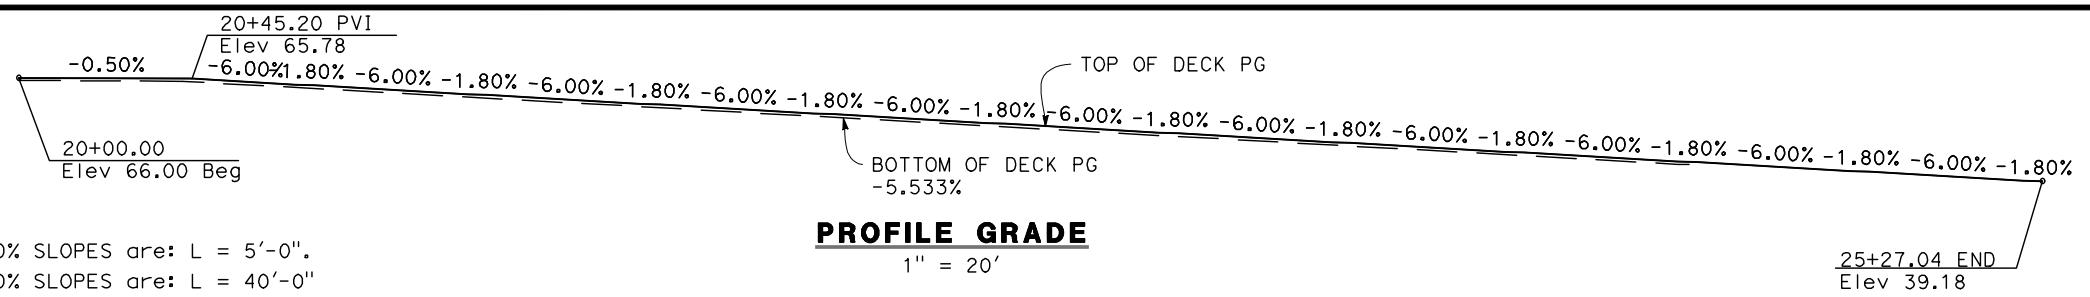 20+45.20 PVI
Elev 65.78
-0.50%
-6.00%
-1.80%
-6.00%
-1.80%
-6.00%
-1.80%
-6.00%
-1.80%
-6.00%
-1.80%
-6.00%
-1.80%
-6.00%
-1.80%
-6.00%
-1.80%
-6.00%
-1.80%
-6.00%
-1.80%
-6.00%
-1.80%
TOP OF DECK PG
20+00.00
Elev 66.00 Beg
BOTTOM OF DECK PG
-5.533%
PROFILE GRADE
1" = 20'
0% SLOPES are: L = 5'-0".
0% SLOPES are: L = 40'-0"
25+27.04 END
Elev 39.18